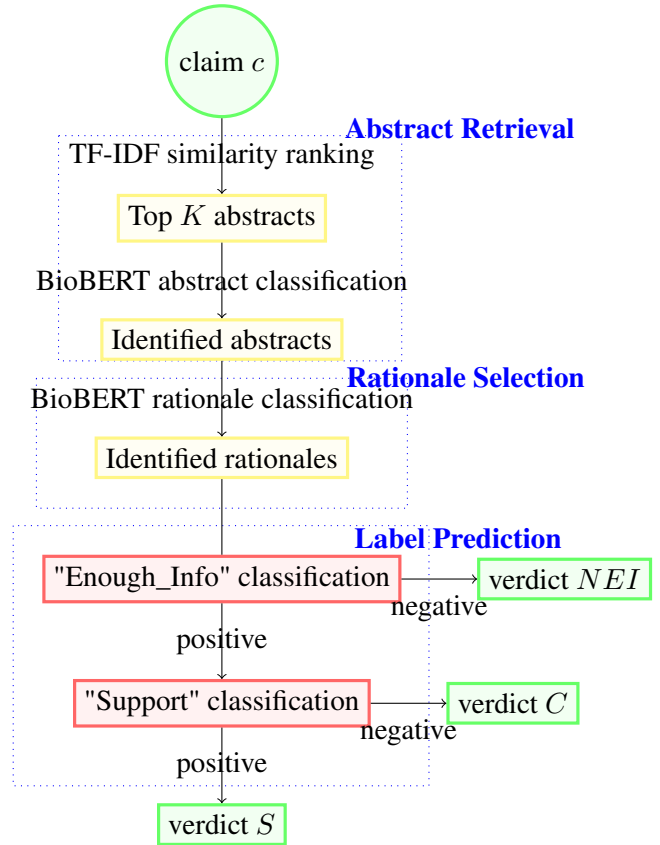 claim c
Abstract Retrieval
TF-IDF similarity ranking
Top K abstracts
BioBERT abstract classification
Identified abstracts
Rationale Selection
BioBERT rationale classification
Identified rationales
Label Prediction
"Enough_Info" classification
verdict NEI
negative
positive
"Support" classification
verdict C
negative
positive
verdict S